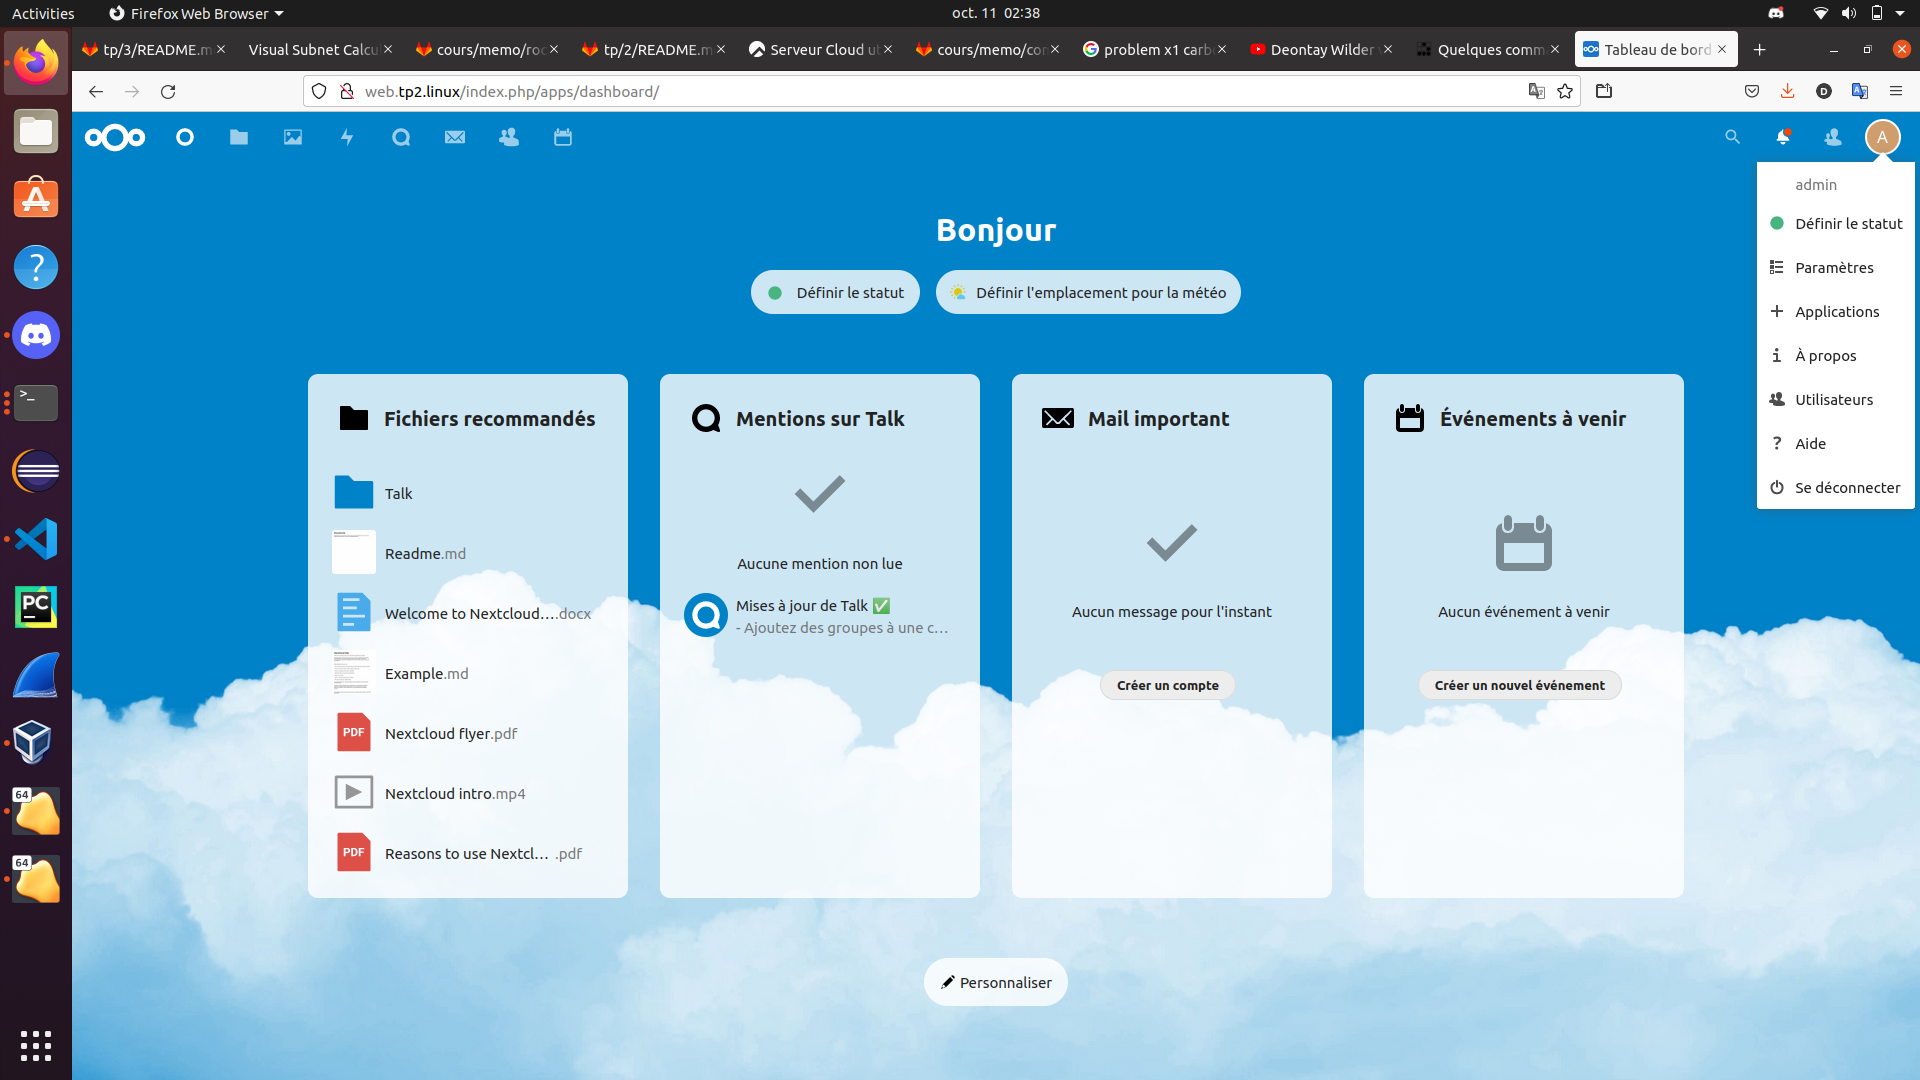 Activities
Firefox Web Browser
oct. 11 02:38
tp/3/README.m
Visual Subnet Calcu
cours/memo/roc
tp/2/README.m
Serveur Cloud ut
cours/memo/con
problem x1 carb
Deontay Wilder v
Quelques comm
Tableau de bord
web.tp2.linux/index.php/apps/dashboard/
D
A
admin
Définir le statut
Paramètres
Applications
À propos
Utilisateurs
Aide
Se déconnecter
Bonjour
Définir le statut
Définir l'emplacement pour la météo
Fichiers recommandés
Talk
Readme.md
Welcome to Nextcloud....docx
Example.md
PDF
Nextcloud flyer.pdf
Nextcloud intro.mp4
PDF
Reasons to use Nextcl... .pdf
Mentions sur Talk
Aucune mention non lue
Mises à jour de Talk ✅
- Ajoutez des groupes à une c...
Mail important
Aucun message pour l'instant
Créer un compte
Événements à venir
Aucun événement à venir
Créer un nouvel événement
Personnaliser
PC
64
64